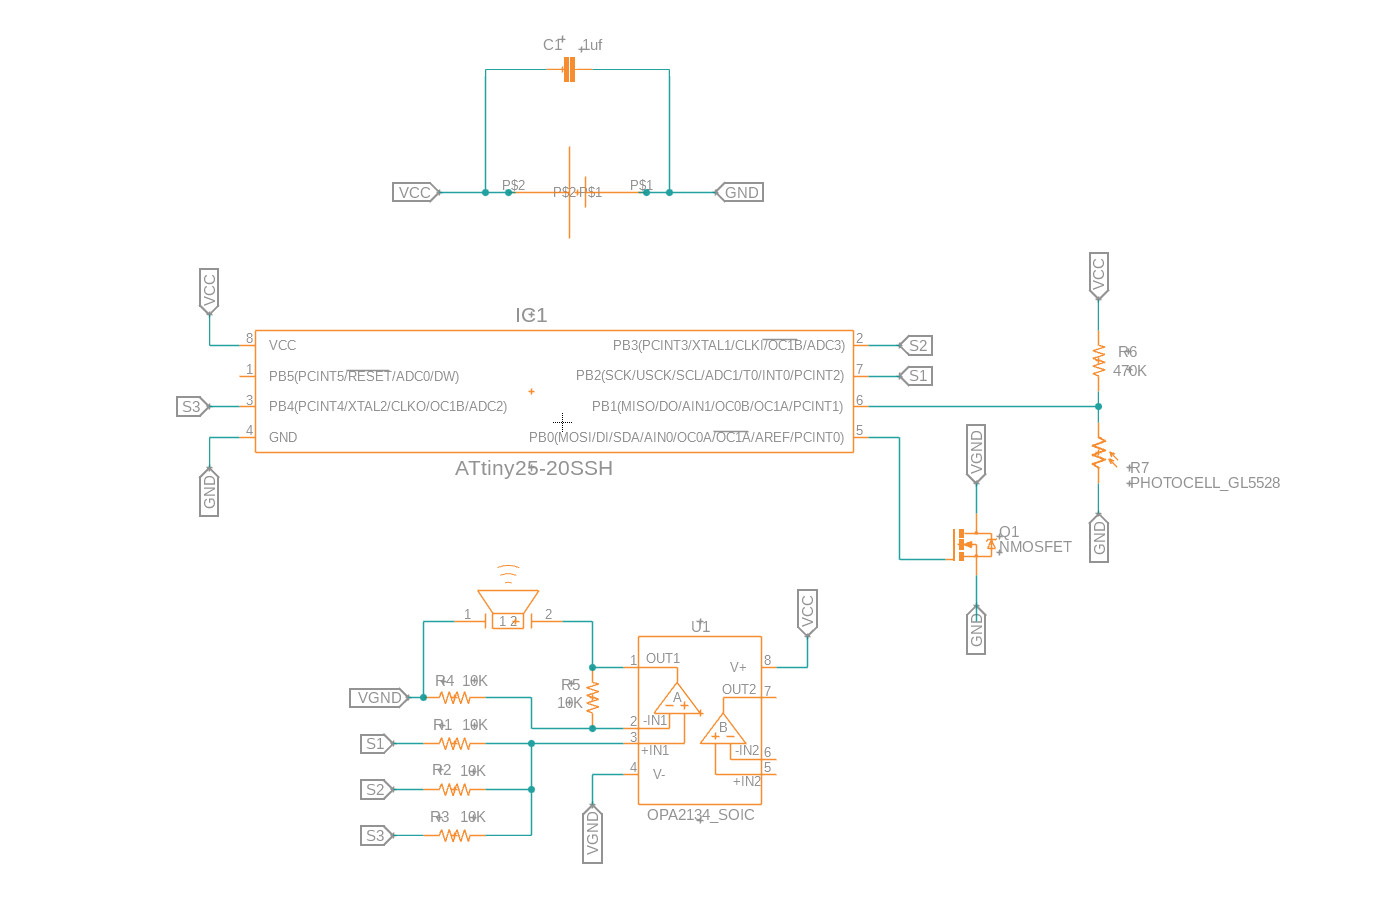 C1 1uf
VCC P$2 P$2 P$1 P$1 GND
VCC
VCC
IC1
8 VCC PB3(PCINT3/XTAL1/CLKI/OC1B/ADC3) 2 S2
1 PB5(PCINT5/RESET/ADC0/DW) PB2(SCK/USCK/SCL/ADC1/T0/INT0/PCINT2) 7 S1
S3 3 PB4(PCINT4/XTAL2/CLKO/OC1B/ADC2) PB1(MISO/DO/AIN1/OC0B/OC1A/PCINT1) 6
4 GND PB0(MOSI/DI/SDA/AIN0/OC0A/OC1A/AREF/PCINT0) 5
ATtiny25-20SSH
GND
R6
470K
VGND
R7
PHOTOCELL_GL5528
Q1
NMOSFET
GND
GND
1 1 2 2
VCC
U1
1 OUT1 V+ 8
R4 10K R5 OUT2 7
VGND 10K A
R1 10K 2 -IN1 B
S1 3 +IN1 -IN2 6
R2 10K 4 V- 5
S2 +IN2
R3 10K VGND OPA2134_SOIC
S3